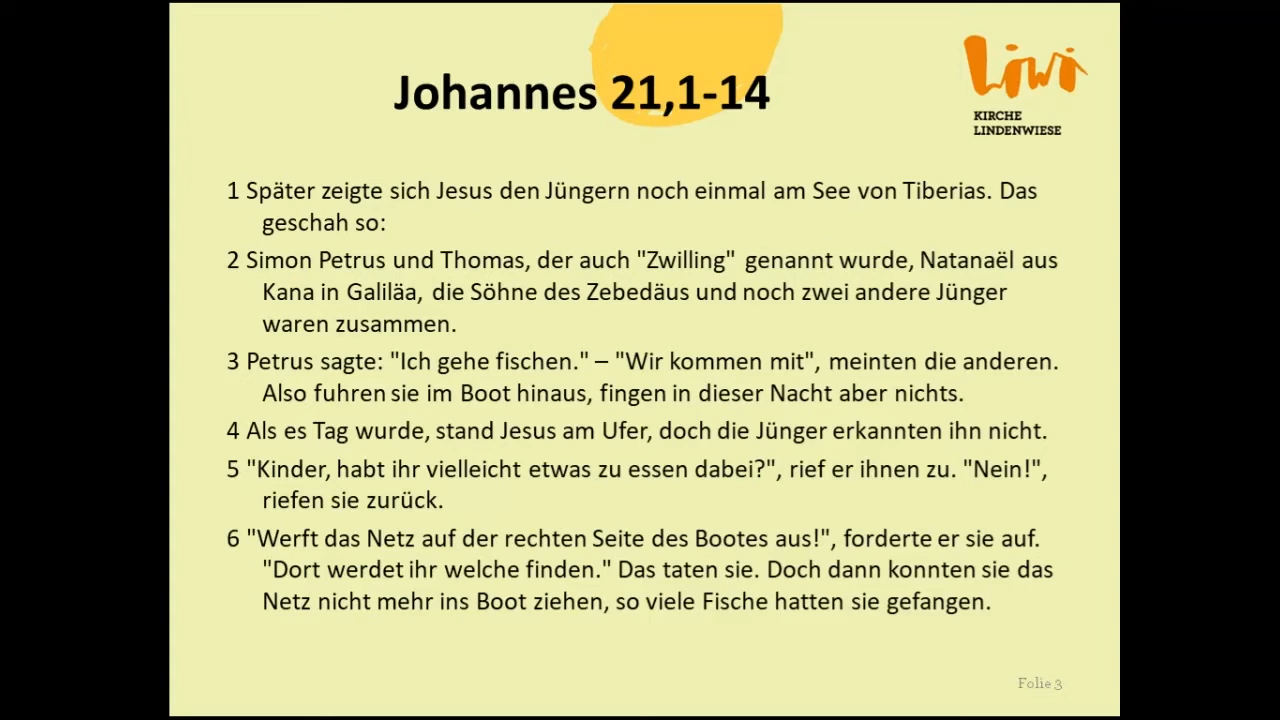 Johannes 21,1-14
Liwi
KIRCHE
LINDENWIESE
1 Später zeigte sich Jesus den Jüngern noch einmal am See von Tiberias. Das
geschah so:
2 Simon Petrus und Thomas, der auch "Zwilling" genannt wurde, Natanaël aus
Kana in Galiläa, die Söhne des Zebedäus und noch zwei andere Jünger
waren zusammen.
3 Petrus sagte: "Ich gehe fischen." – "Wir kommen mit", meinten die anderen.
Also fuhren sie im Boot hinaus, fingen in dieser Nacht aber nichts.
4 Als es Tag wurde, stand Jesus am Ufer, doch die Jünger erkannten ihn nicht.
5 "Kinder, habt ihr vielleicht etwas zu essen dabei?", rief er ihnen zu. "Nein!",
riefen sie zurück.
6 "Werft das Netz auf der rechten Seite des Bootes aus!", forderte er sie auf.
"Dort werdet ihr welche finden." Das taten sie. Doch dann konnten sie das
Netz nicht mehr ins Boot ziehen, so viele Fische hatten sie gefangen.
Folie 3